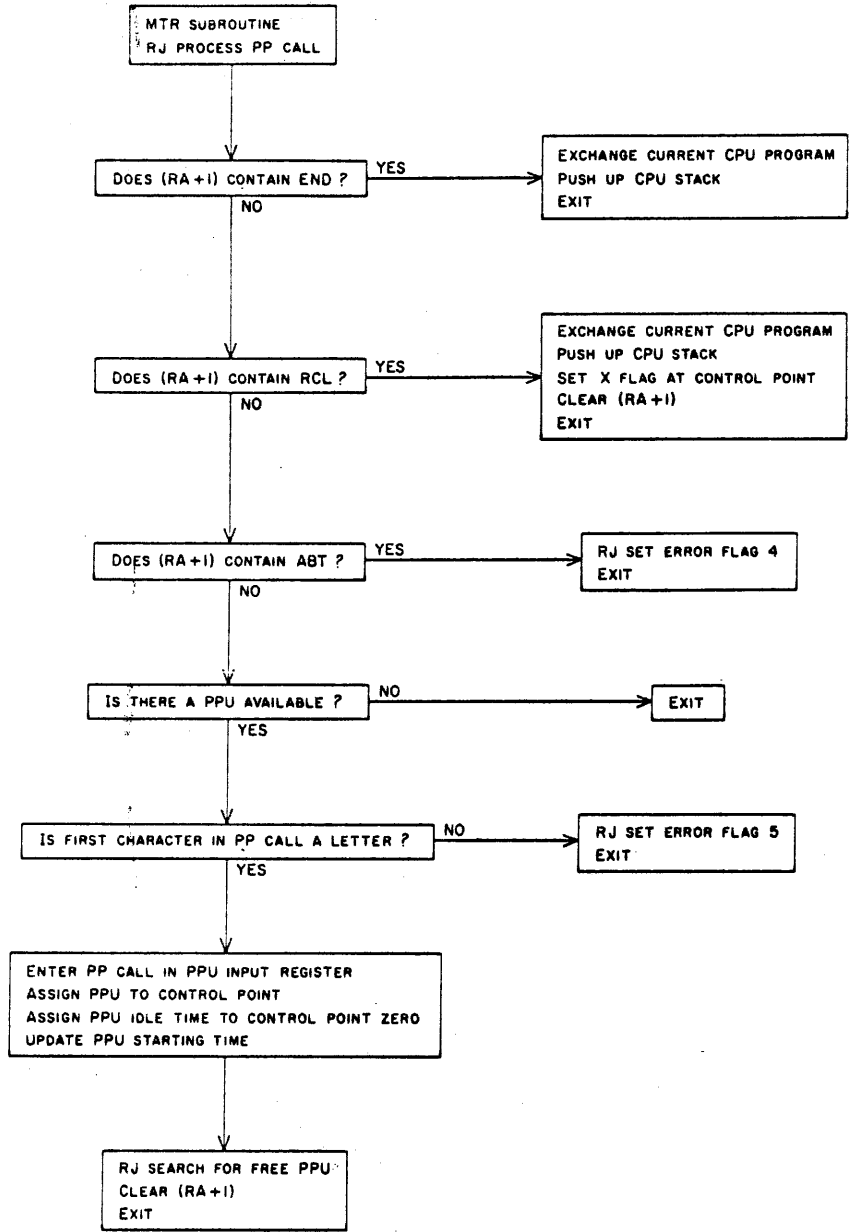 MTR SUBROUTINE
RJ PROCESS PP CALL
DOES (RA+1) CONTAIN END ?
YES
NO
EXCHANGE CURRENT CPU PROGRAM
PUSH UP CPU STACK
EXIT
DOES (RA+1) CONTAIN RCL ?
YES
NO
EXCHANGE CURRENT CPU PROGRAM
PUSH UP CPU STACK
SET X FLAG AT CONTROL POINT
CLEAR (RA+1)
EXIT
DOES (RA+1) CONTAIN ABT ?
YES
NO
RJ SET ERROR FLAG 4
EXIT
IS THERE A PPU AVAILABLE ?
NO
YES
EXIT
IS FIRST CHARACTER IN PP CALL A LETTER ?
NO
YES
RJ SET ERROR FLAG 5
EXIT
ENTER PP CALL IN PPU INPUT REGISTER
ASSIGN PPU TO CONTROL POINT
ASSIGN PPU IDLE TIME TO CONTROL POINT ZERO
UPDATE PPU STARTING TIME
RJ SEARCH FOR FREE PPU
CLEAR (RA+1)
EXIT